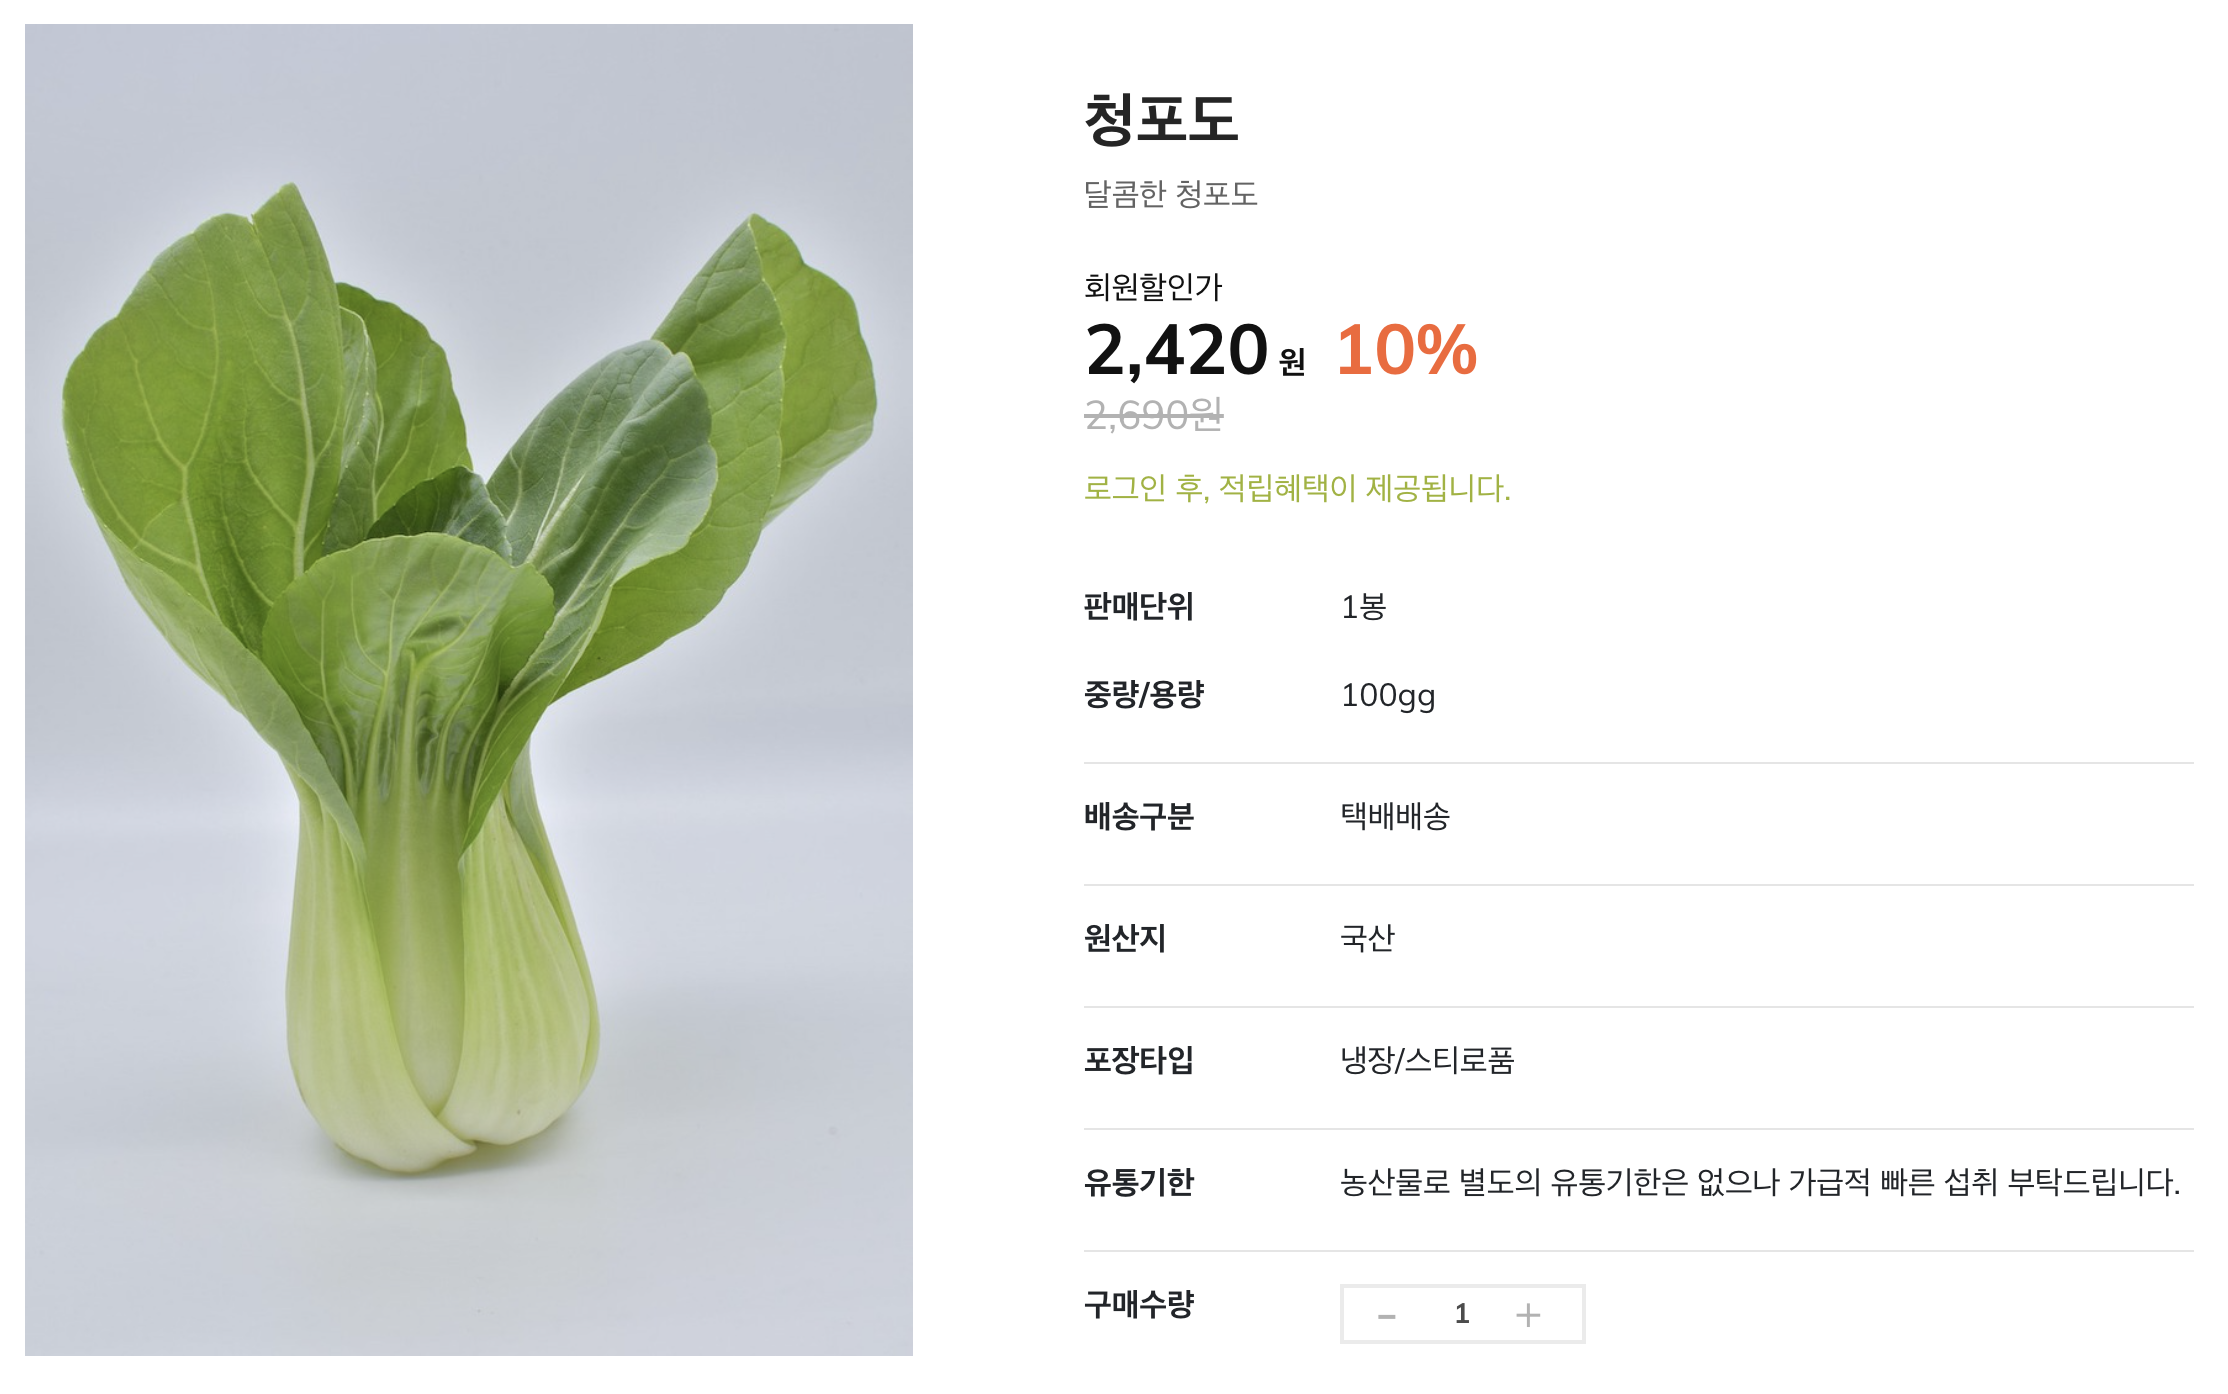 청포도
달콤한 청포도
회원할인가
2,420 원 10%
2,690원
로그인 후, 적립혜택이 제공됩니다.
판매단위 1봉
중량/용량 100gg
배송구분 택배배송
원산지 국산
포장타입 냉장/스티로품
유통기한 농산물로 별도의 유통기한은 없으나 가급적 빠른 섭취 부탁드립니다.
구매수량 - 1 +